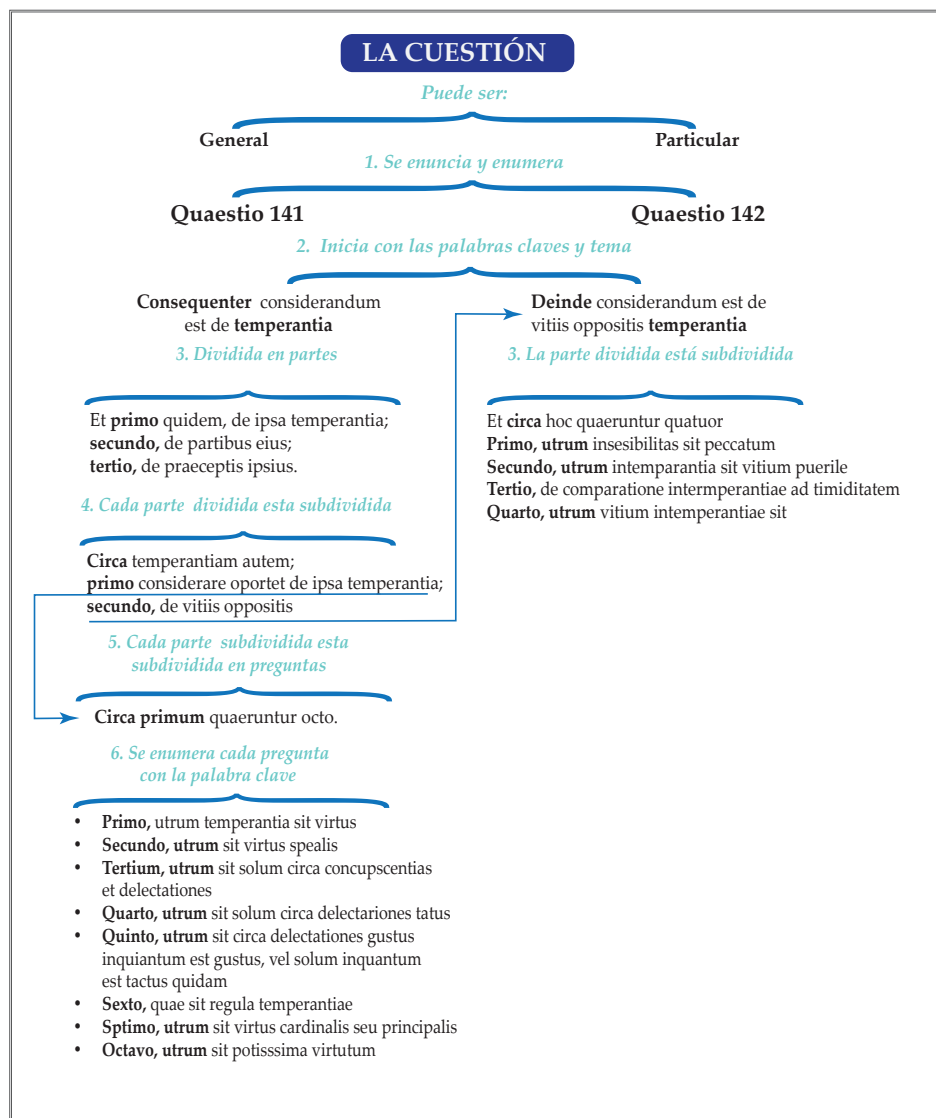 LA CUESTIÓN
Puede ser:
General
Particular
1. Se enuncia y enumera
Quaestio 141
Quaestio 142
2. Inicia con las palabras claves y tema
Consequenter considerandum
est de temperantia
Deinde considerandum est de
vitiis oppositis temperantia
3. Dividida en partes
3. La parte dividida está subdividida
Et primo quidem, de ipsa temperantia;
secundo, de partibus eius;
tertio, de praeceptis ipsius.
Et circa hoc quaeruntur quatuor
Primo, utrum insesibilitas sit peccatum
Secundo, utrum intemparantia sit vitium puerile
Tertio, de comparatione intermperantiae ad timiditatem
Quarto, utrum vitium intemperantiae sit
4. Cada parte dividida esta subdividida
Circa temperantiam autem;
primo considerare oportet de ipsa temperantia;
secundo, de vitiis oppositis
5. Cada parte subdividida esta
subdividida en preguntas
Circa primum quaeruntur octo.
6. Se enumera cada pregunta
con la palabra clave
• Primo, utrum temperantia sit virtus
• Secundo, utrum sit virtus spealis
• Tertium, utrum sit solum circa concupscentias
et delectationes
• Quarto, utrum sit solum circa delectariones tatus
• Quinto, utrum sit circa delectationes gustus
inquiantum est gustus, vel solum inquantum
est tactus quidam
• Sexto, quae sit regula temperantiae
• Sptimo, utrum sit virtus cardinalis seu principalis
• Octavo, utrum sit potisssima virtutum